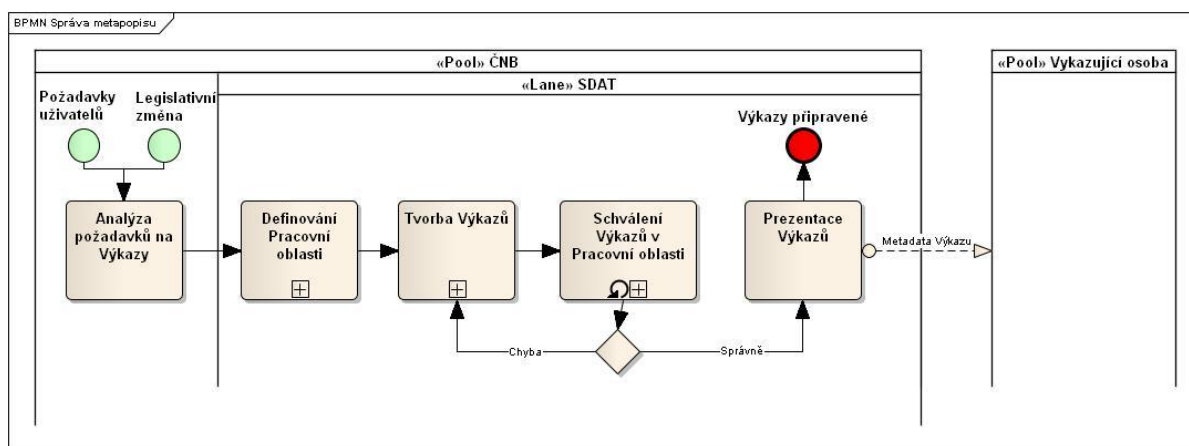 BPMN Správa metapopisu
«Pool» ČNB
«Pool» Vykazující osoba
«Lane» SDAT
Požadavky
uživatelů
Legislativní
změna
Výkazy připravené
Analýza
požadavků na
Výkazy
Definování
Pracovní
oblasti
Tvorba Výkazů
Schválení
Výkazů v
Pracovní oblasti
Prezentace
Výkazů
Metadata Výkazu
Chyba
Správně